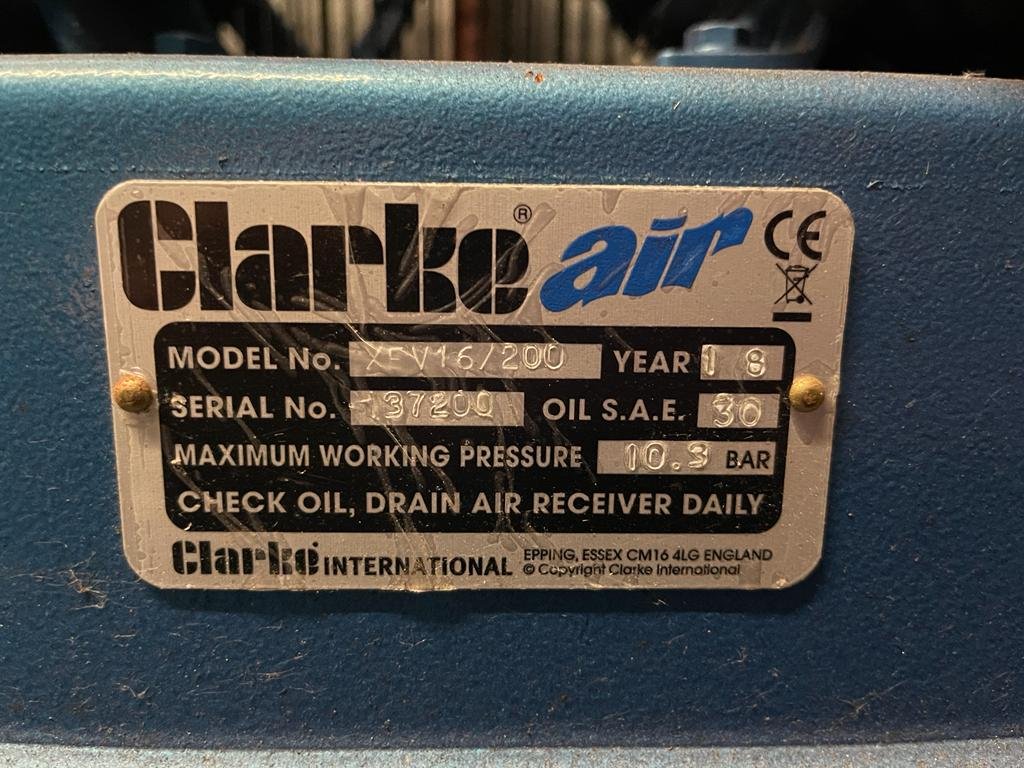 Clarke® air CE
MODEL No. XEV16/200 YEAR 18
SERIAL No. 137200 OIL S.A.E. 30
MAXIMUM WORKING PRESSURE 10.3 BAR
CHECK OIL, DRAIN AIR RECEIVER DAILY
Clarke INTERNATIONAL EPPING, ESSEX CM16 4LG ENGLAND
© Copyright Clarke International